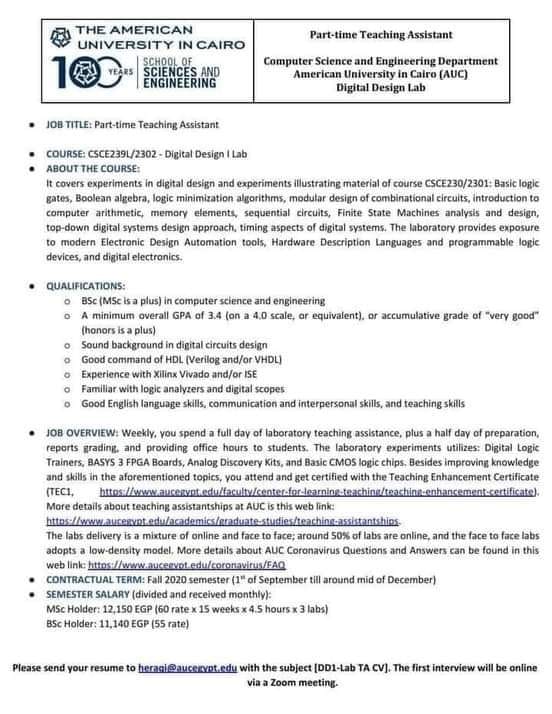 THE AMERICAN
UNIVERSITY IN CAIRO
100 YEARS
SCHOOL OF
SCIENCES AND
ENGINEERING
Part-time Teaching Assistant
Computer Science and Engineering Department
American University in Cairo (AUC)
Digital Design Lab
• JOB TITLE: Part-time Teaching Assistant
• COURSE: CSCE239L/2302 - Digital Design I Lab
• ABOUT THE COURSE:
It covers experiments in digital design and experiments illustrating material of course CSCE230/2301: Basic logic
gates, Boolean algebra, logic minimization algorithms, modular design of combinational circuits, introduction to
computer arithmetic, memory elements, sequential circuits, Finite State Machines analysis and design,
top-down digital systems design approach, timing aspects of digital systems. The laboratory provides exposure
to modern Electronic Design Automation tools, Hardware Description Languages and programmable logic
devices, and digital electronics.
• QUALIFICATIONS:
o BSc (MSc is a plus) in computer science and engineering
o A minimum overall GPA of 3.4 (on a 4.0 scale, or equivalent), or accumulative grade of "very good"
(honors is a plus)
o Sound background in digital circuits design
o Good command of HDL (Verilog and/or VHDL)
o Experience with Xilinx Vivado and/or ISE
o Familiar with logic analyzers and digital scopes
o Good English language skills, communication and interpersonal skills, and teaching skills
• JOB OVERVIEW: Weekly, you spend a full day of laboratory teaching assistance, plus a half day of preparation,
reports grading, and providing office hours to students. The laboratory experiments utilizes: Digital Logic
Trainers, BASYS 3 FPGA Boards, Analog Discovery Kits, and Basic CMOS logic chips. Besides improving knowledge
and skills in the aforementioned topics, you attend and get certified with the Teaching Enhancement Certificate
(TEC1, https://www.aucegypt.edu/faculty/center-for-learning-teaching/teaching-enhancement-certificate).
More details about teaching assistantships at AUC is this web link:
https://www.aucegypt.edu/academics/graduate-studies/teaching-assistantships.
The labs delivery is a mixture of online and face to face; around 50% of labs are online, and the face to face labs
adopts a low-density model. More details about AUC Coronavirus Questions and Answers can be found in this
web link: https://www.aucegypt.edu/coronavirus/FAQ
• CONTRACTUAL TERM: Fall 2020 semester (1st of September till around mid of December)
• SEMESTER SALARY (divided and received monthly):
MSc Holder: 12,150 EGP (60 rate x 15 weeks x 4.5 hours x 3 labs)
BSc Holder: 11,140 EGP (55 rate)
Please send your resume to heraqi@aucegypt.edu with the subject [DD1-Lab TA CV]. The first interview will be online
via a Zoom meeting.